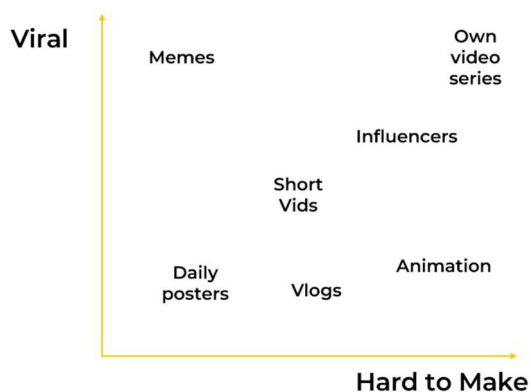 Viral
Memes
Own
video
series
Influencers
Short
Vids
Daily
posters
Vlogs
Animation
Hard to Make